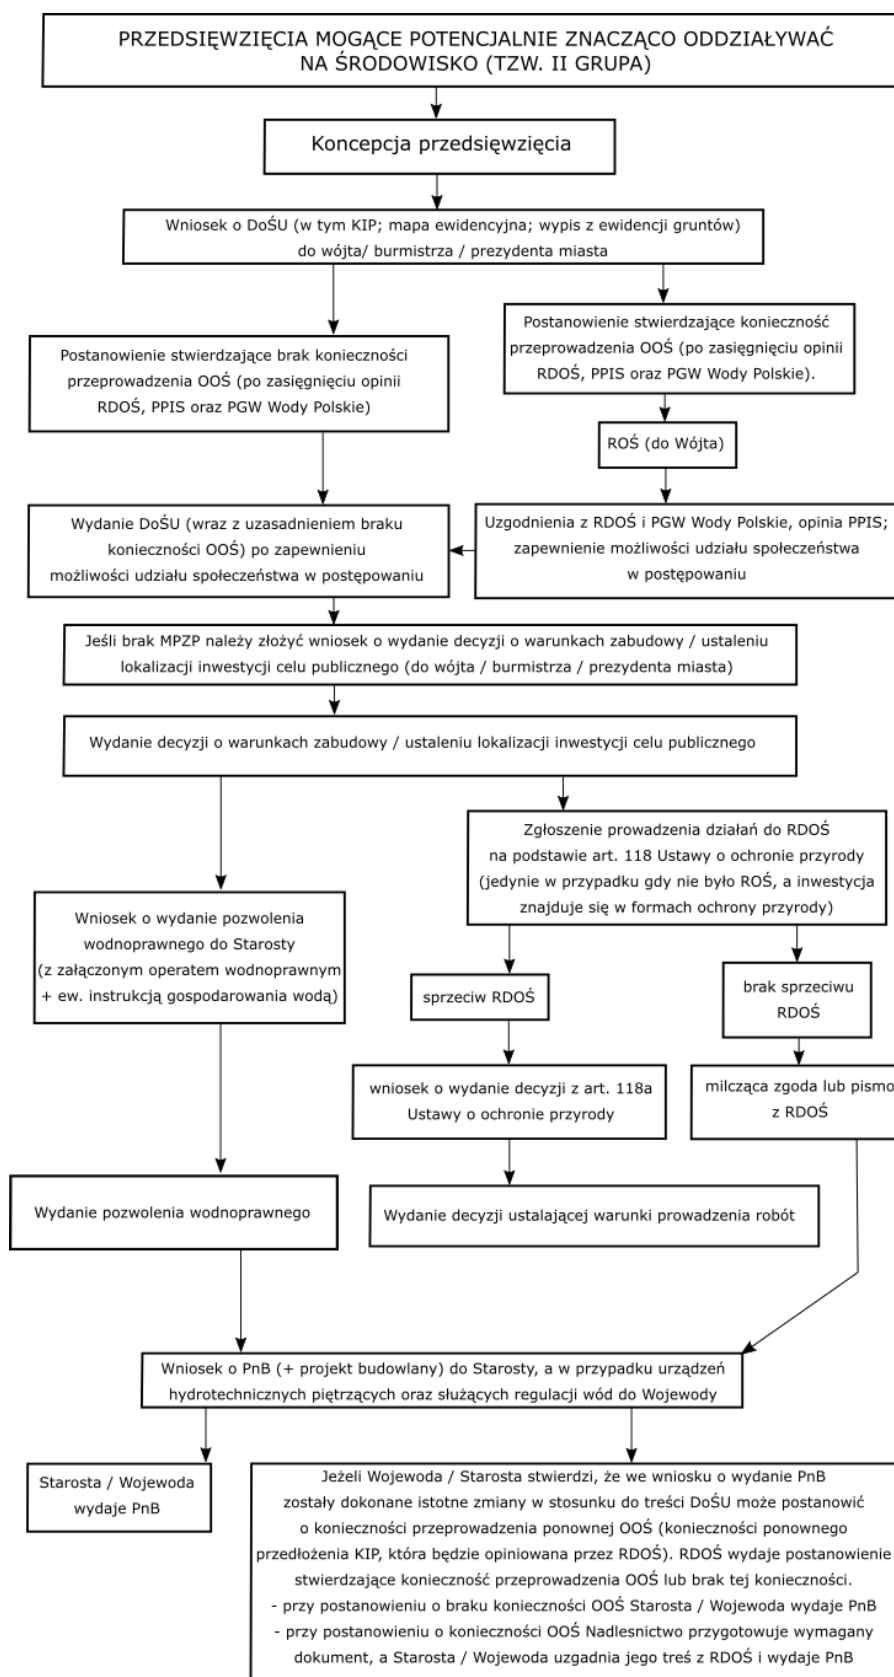 PRZEDSIĘWZIĘCIA MOGĄCE POTENCJALNIE ZNACZĄCO ODDZIAŁYWAĆ
NA ŚRODOWISKO (TZW. II GRUPA)
Koncepcja przedsięwzięcia
Wniosek o DoŚU (w tym KIP; mapa ewidencyjna; wypis z ewidencji gruntów)
do wójta/ burmistrza / prezydenta miasta
Postanowienie stwierdzające brak konieczności
przeprowadzenia OOŚ (po zasięgnięciu opinii
RDOŚ, PPIS oraz PGW Wody Polskie)
Postanowienie stwierdzające konieczność
przeprowadzenia OOŚ (po zasięgnięciu opinii
RDOŚ, PPIS oraz PGW Wody Polskie).
ROŚ (do Wójta)
Wydanie DoŚU (wraz z uzasadnieniem braku
konieczności OOŚ) po zapewnieniu
możliwości udziału społeczeństwa w postępowaniu
Uzgodnienia z RDOŚ i PGW Wody Polskie, opinia PPIS;
zapewnienie możliwości udziału społeczeństwa
w postępowaniu
Jeśli brak MPZP należy złożyć wniosek o wydanie decyzji o warunkach zabudowy / ustaleniu
lokalizacji inwestycji celu publicznego (do wójta / burmistrza / prezydenta miasta)
Wydanie decyzji o warunkach zabudowy / ustaleniu lokalizacji inwestycji celu publicznego
Zgłoszenie prowadzenia działań do RDOŚ
na podstawie art. 118 Ustawy o ochronie przyrody
(jedynie w przypadku gdy nie było ROŚ, a inwestycja
znajduje się w formach ochrony przyrody)
Wniosek o wydanie pozwolenia
wodnoprawnego do Starosty
(z załączonym operatem wodnoprawnym
+ ew. instrukcją gospodarowania wodą)
sprzeciw RDOŚ
brak sprzeciwu
RDOŚ
wniosek o wydanie decyzji z art. 118a
Ustawy o ochronie przyrody
milcząca zgoda lub pismo
z RDOŚ
Wydanie pozwolenia wodnoprawnego
Wydanie decyzji ustalającej warunki prowadzenia robót
Wniosek o PnB (+ projekt budowlany) do Starosty, a w przypadku urządzeń
hydrotechnicznych piętrzących oraz służących regulacji wód do Wojewody
Starosta / Wojewoda
wydaje PnB
Jeżeli Wojewoda / Starosta stwierdzi, że we wniosku o wydanie PnB
zostały dokonane istotne zmiany w stosunku do treści DoŚU może postanowić
o konieczności przeprowadzenia ponownej OOŚ (konieczności ponownego
przedłożenia KIP, która będzie opiniowana przez RDOŚ). RDOŚ wydaje postanowienie
stwierdzające konieczność przeprowadzenia OOŚ lub brak tej konieczności.
- przy postanowieniu o braku konieczności OOŚ Starosta / Wojewoda wydaje PnB
- przy postanowieniu o konieczności OOŚ Nadlesnictwo przygotowuje wymagany
dokument, a Starosta / Wojewoda uzgadnia jego treś z RDOŚ i wydaje PnB